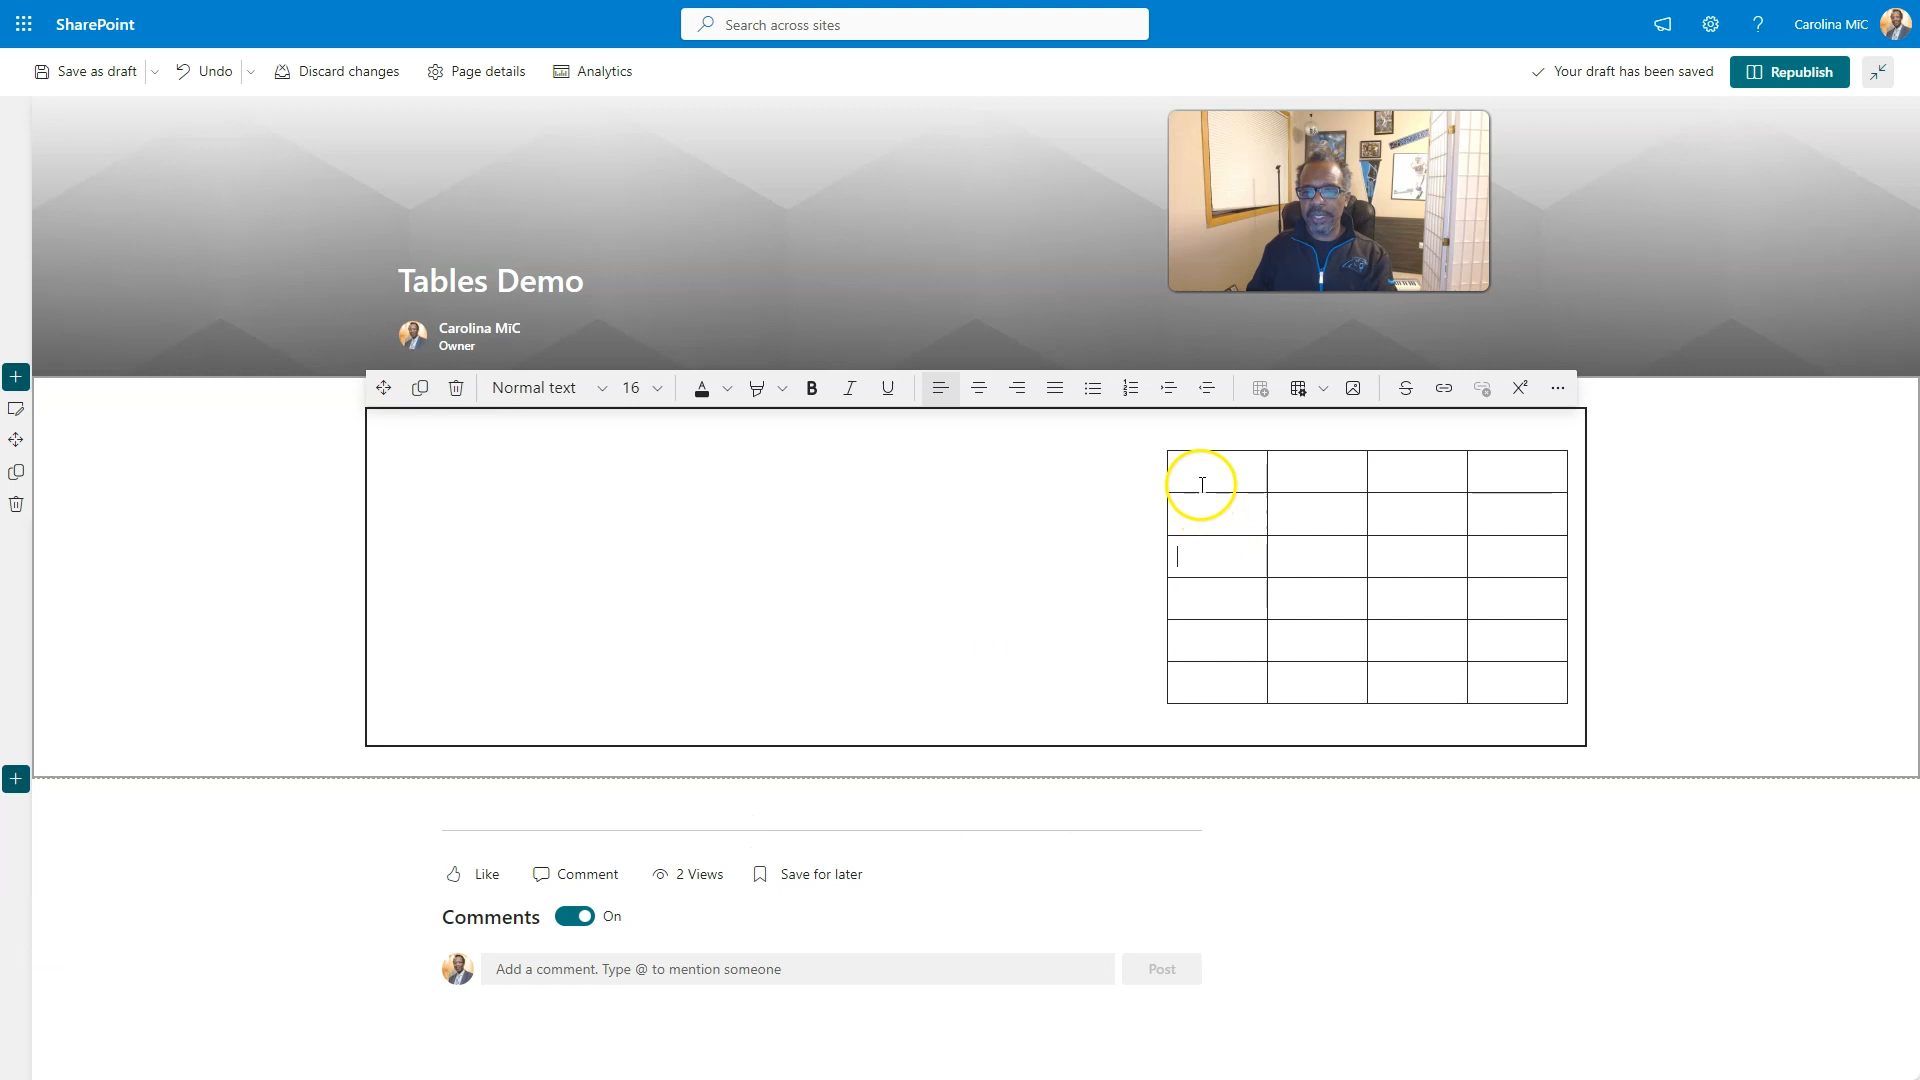 SharePoint
Search across sites
Carolina MiC
Save as draft
Undo
Discard changes
Page details
Analytics
Your draft has been saved
Republish
Tables Demo
Carolina MiC
Owner
Normal text
16
Like
Comment
2 Views
Save for later
Comments
On
Add a comment. Type @ to mention someone
Post